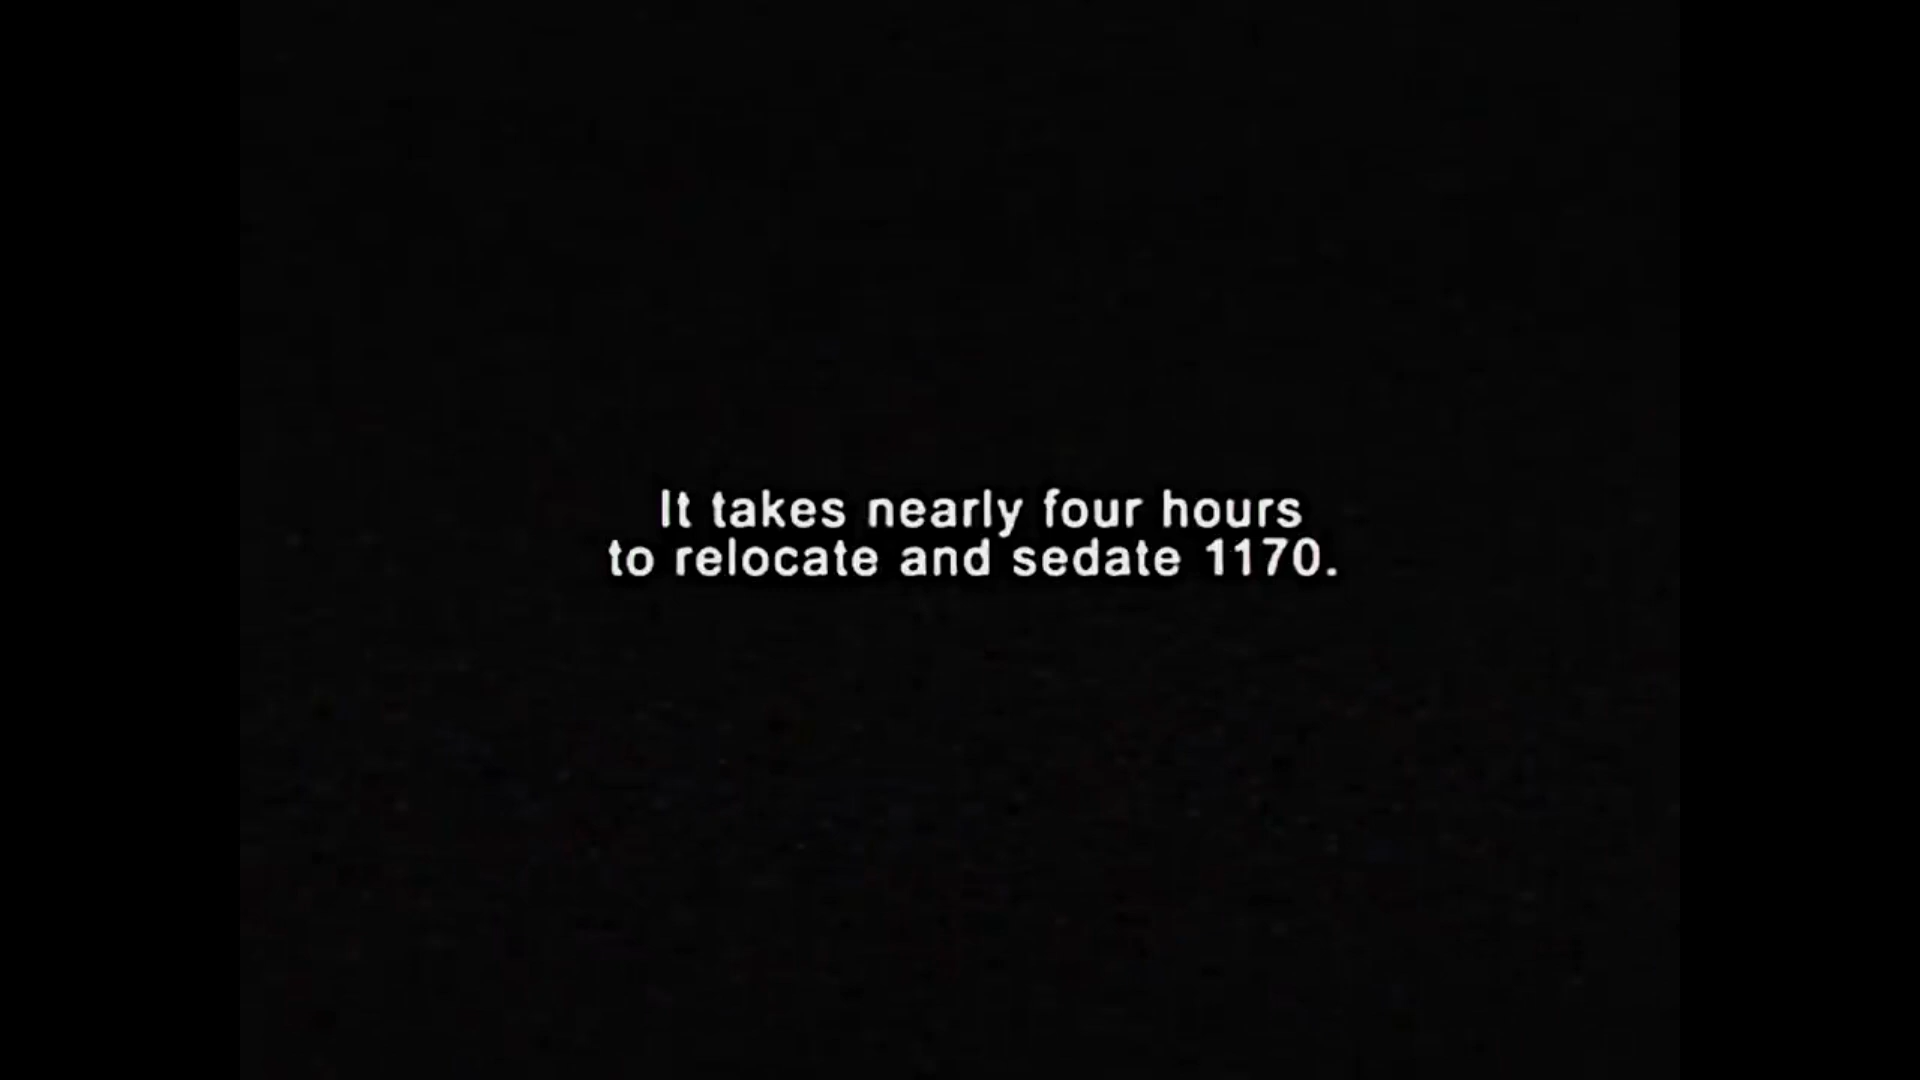 It takes nearly four hours
to relocate and sedate 1170.